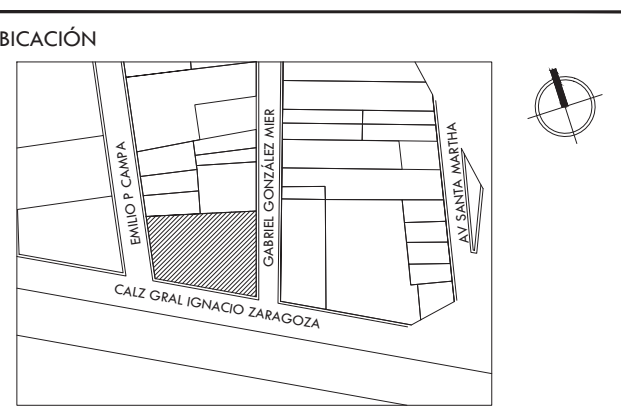 BICACIÓN
EMILIO P CAMPA
GABRIEL GONZÁLEZ MIER
AV SANTA MARTHA
CALZ GRAL IGNACIO ZARAGOZA